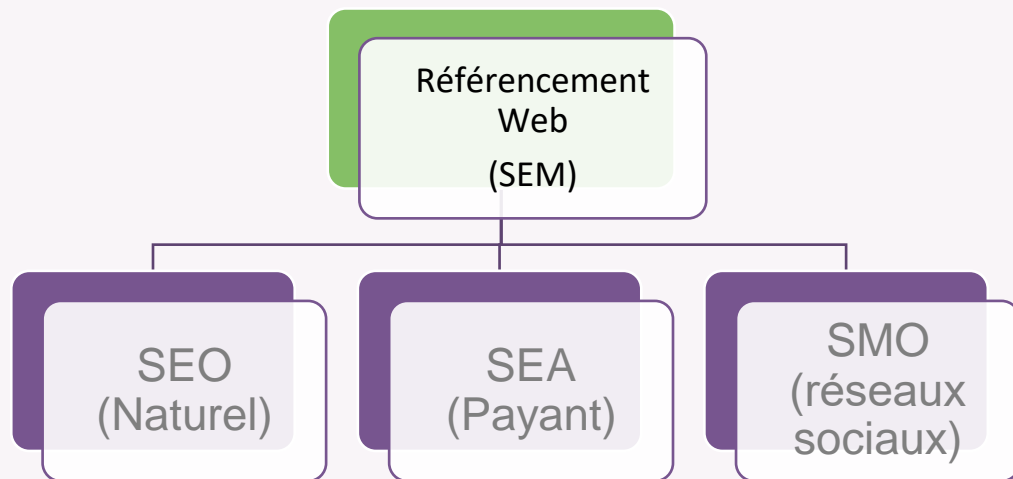 Référencement
Web
(SEM)
SEO
(Naturel)
SEA
(Payant)
SMO
(réseaux
sociaux)